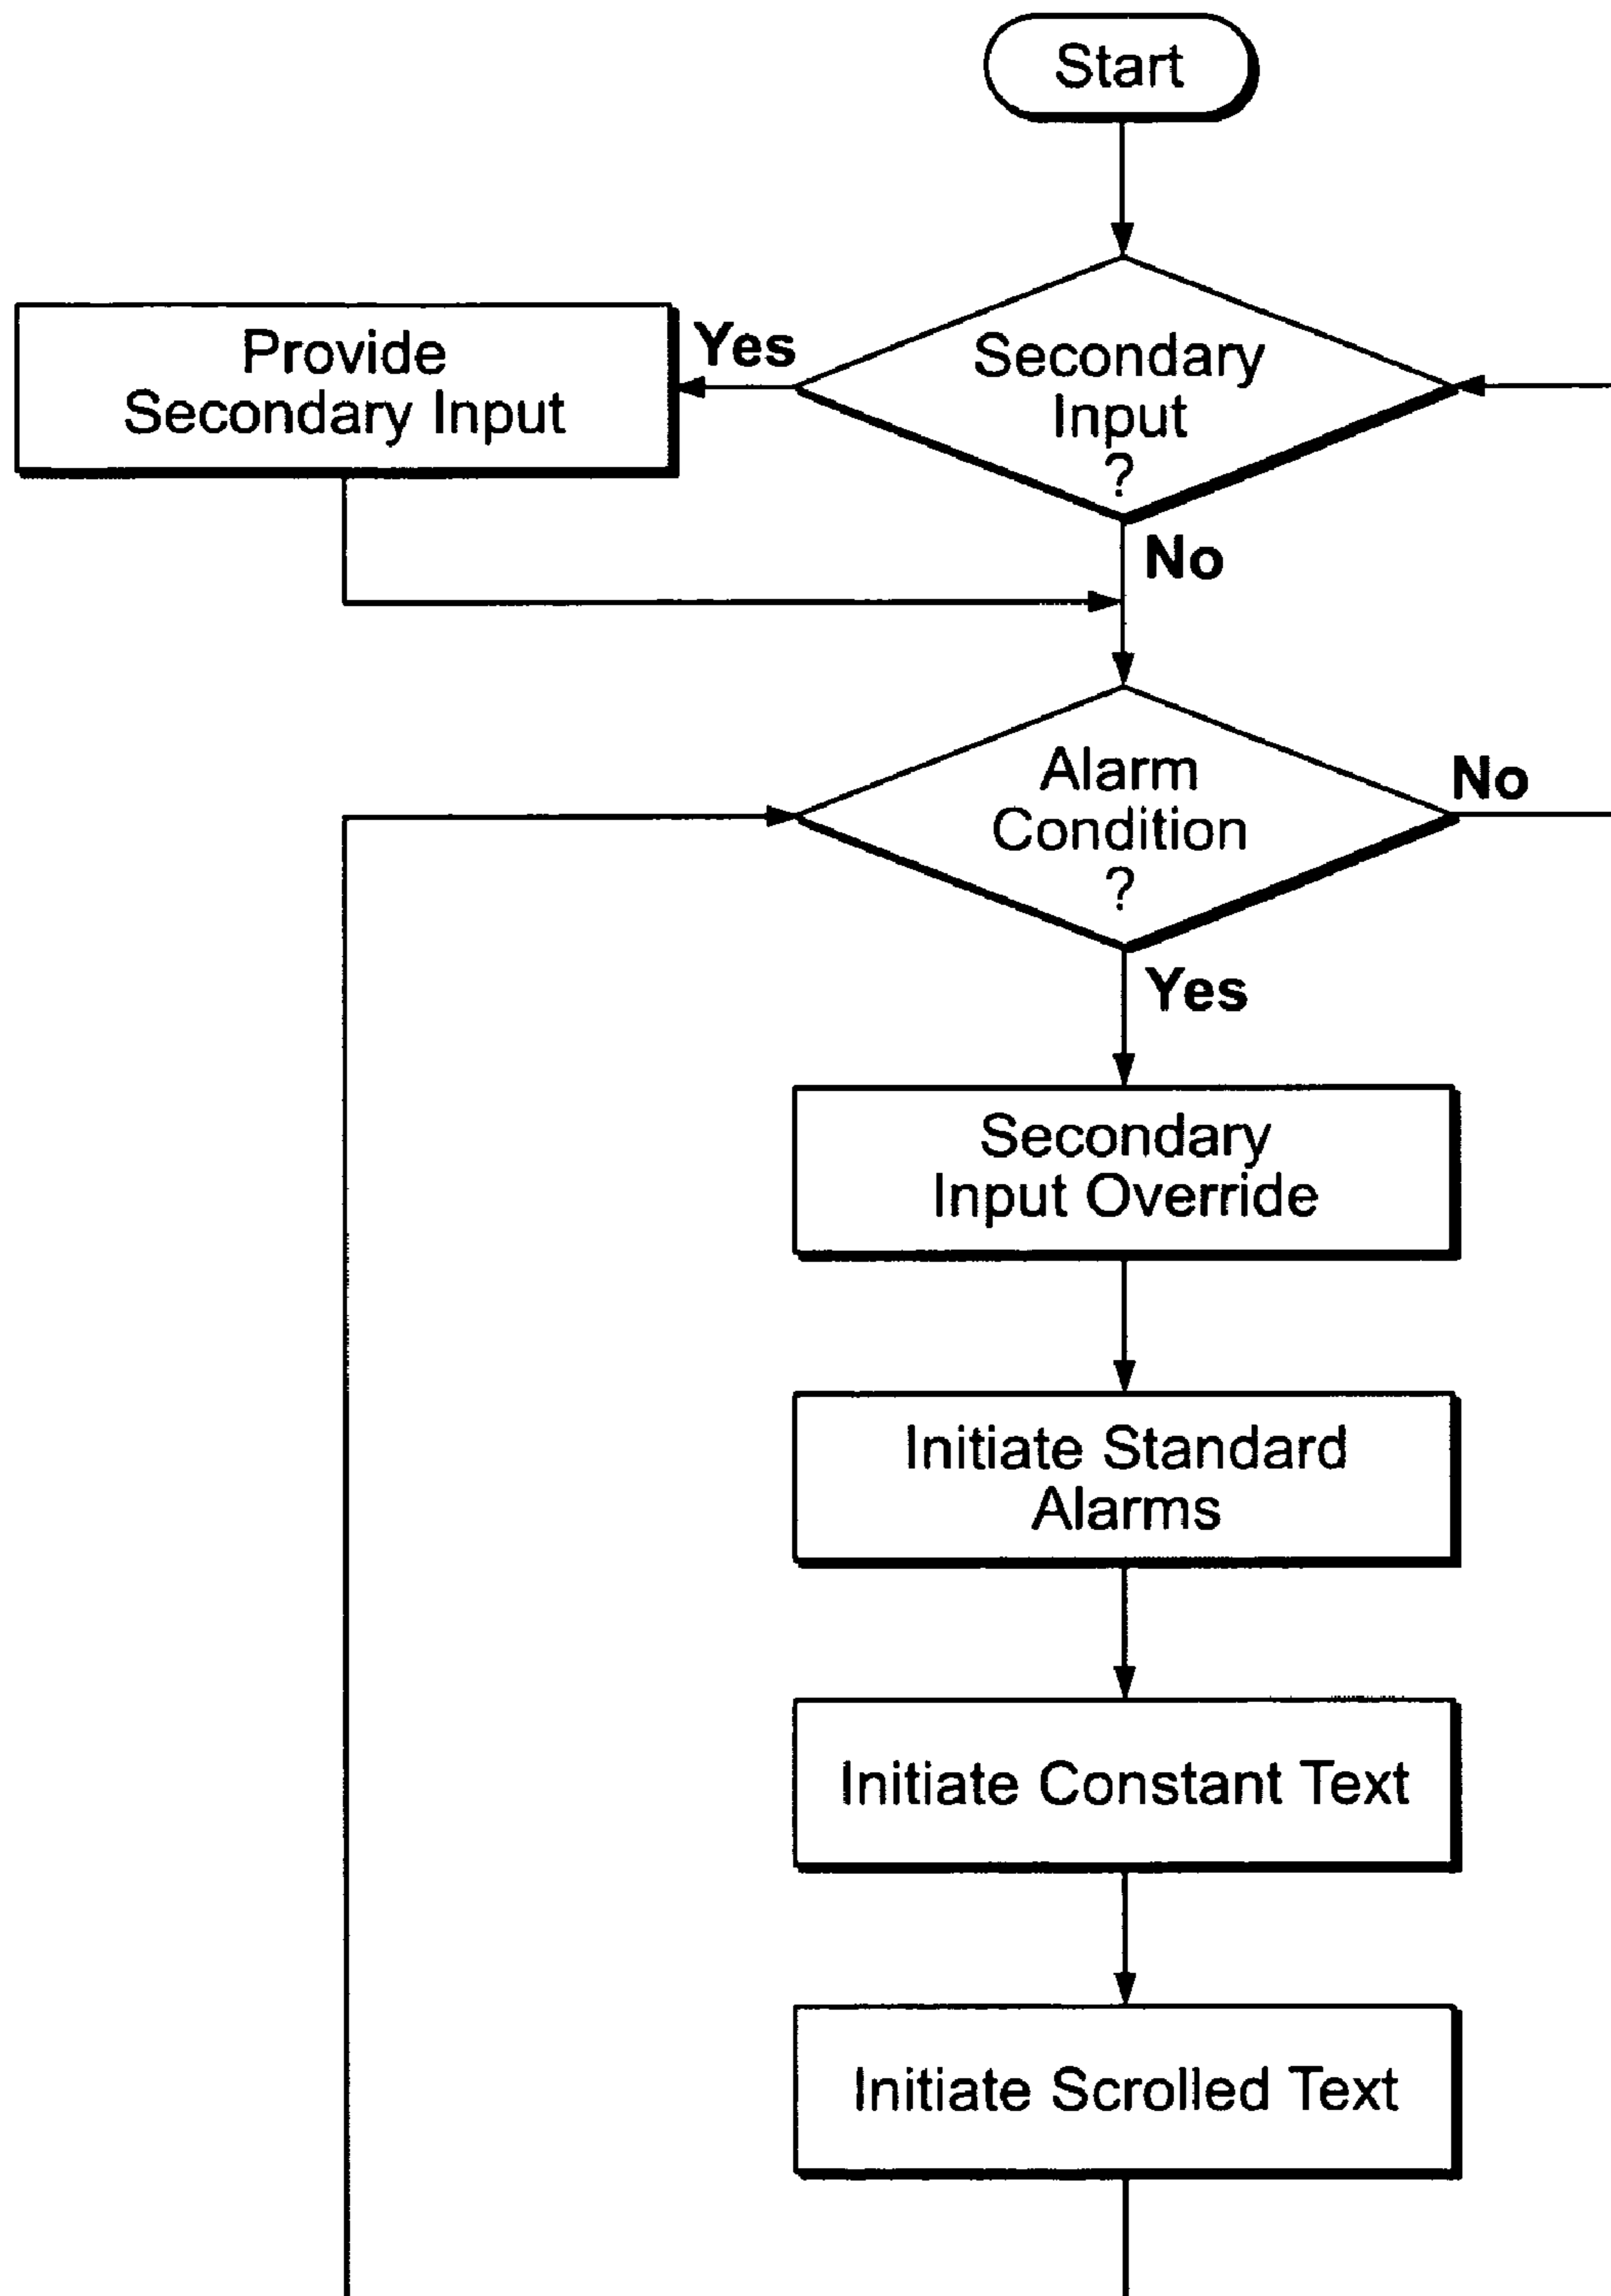 Start
Provide
Secondary Input
Yes
Secondary
Input
?
No
Alarm
Condition
?
No
Yes
Secondary
Input Override
Initiate Standard
Alarms
Initiate Constant Text
Initiate Scrolled Text